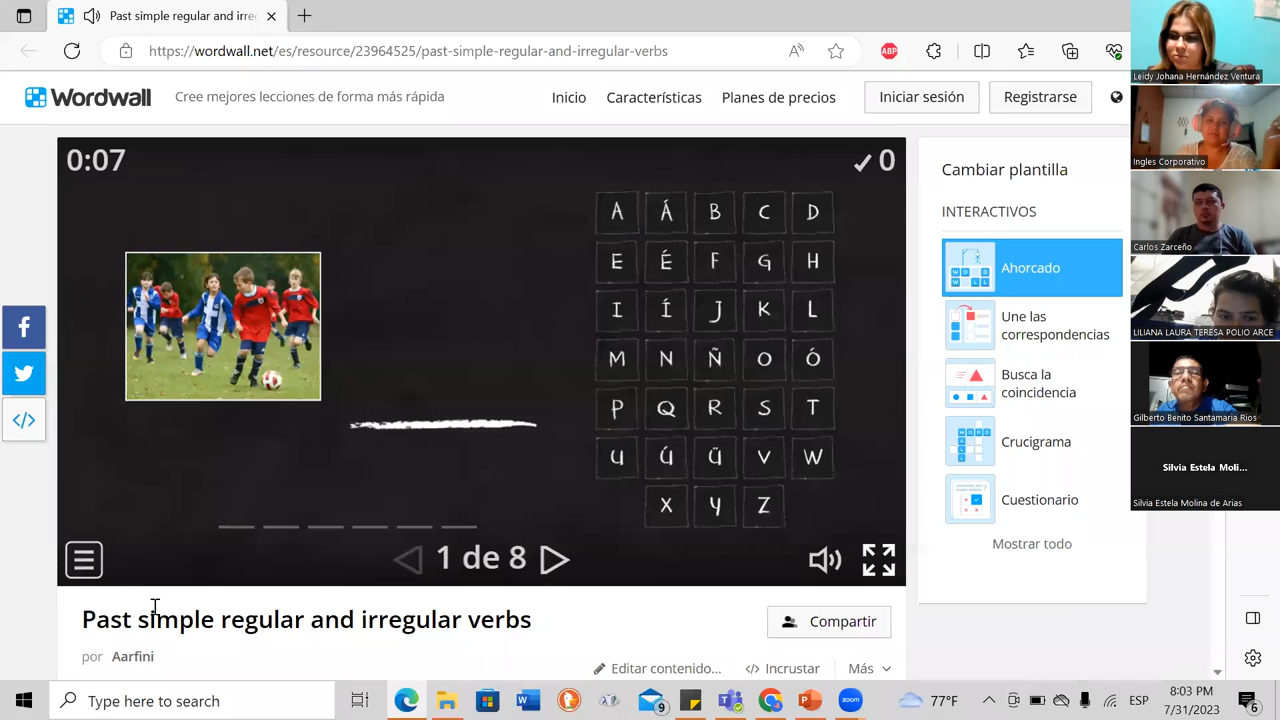 Past simple regular and irre
https://wordwall.net/es/resource/23964525/past-simple-regular-and-irregular-verbs
ABP
Wordwall
Cree mejores lecciones de forma más rápida
Inicio
Características
Planes de precios
Iniciar sesión
Registrarse
0:07
0
A Á B C D
E É F G H
I Í J K L
M N Ñ O Ó
P Q R S T
U Ú Ü V W
X Y Z
1 de 8
Cambiar plantilla
INTERACTIVOS
Ahorcado
Une las
correspondencias
Busca la
coincidencia
Crucigrama
Cuestionario
Mostrar todo
Past simple regular and irregular verbs
por Aarfini
Compartir
Editar contenido...
Incrustar
Más
Leidy Johana Hernández Ventura
Ingles Corporativo
Carlos Zarceño
LILIANA LAURA TERESA POLIO ARCE
Gilberto Benito Santamaria Rios
Silvia Estela Moli...
Silvia Estela Molina de Arias
Type here to search
9
zoom
77°F
ESP
8:03 PM
7/31/2023
6